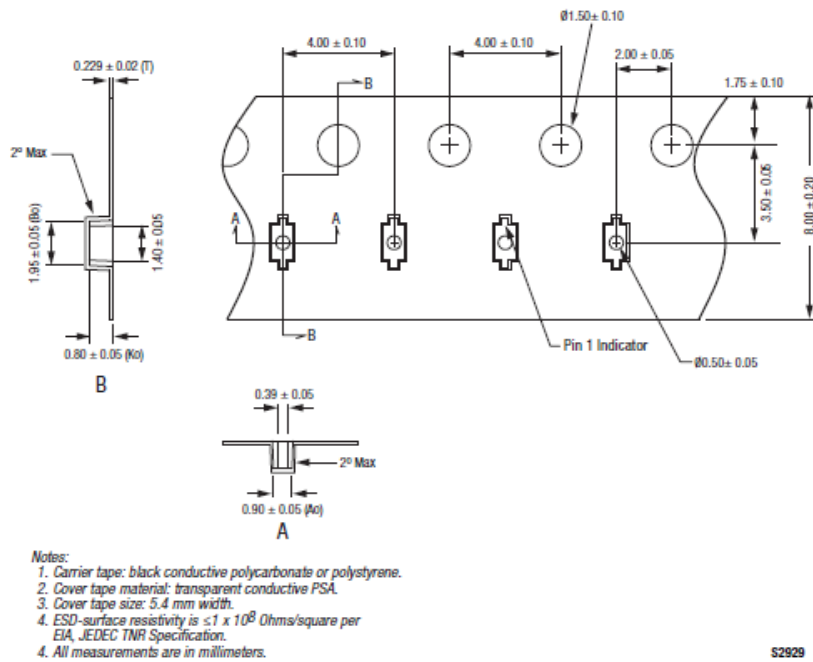 Ø1.50± 0.10
4.00 ± 0.10
4.00 ± 0.10
0.229 ± 0.02 (T)
2.00 ± 0.05
1.75 ± 0.10
B
2º Max
A
A
1.95 ± 0.05 (Bo)
1.40 ± 0.05
3.50 ± 0.05
8.00 ± 0.20
B
Pin 1 Indicator
0.80 ± 0.05 (Ko)
Ø0.50± 0.05
B
0.39 ± 0.05
2º Max
0.90 ± 0.05 (Ao)
A
Notes:
1. Carrier tape: black conductive polycarbonate or polystyrene.
2. Cover tape material: transparent conductive PSA.
3. Cover tape size: 5.4 mm width.
4. ESD-surface resistivity is ≤1 x 10⁸ Ohms/square per
EIA, JEDEC TNR Specification.
4. All measurements are in millimeters.
S2929